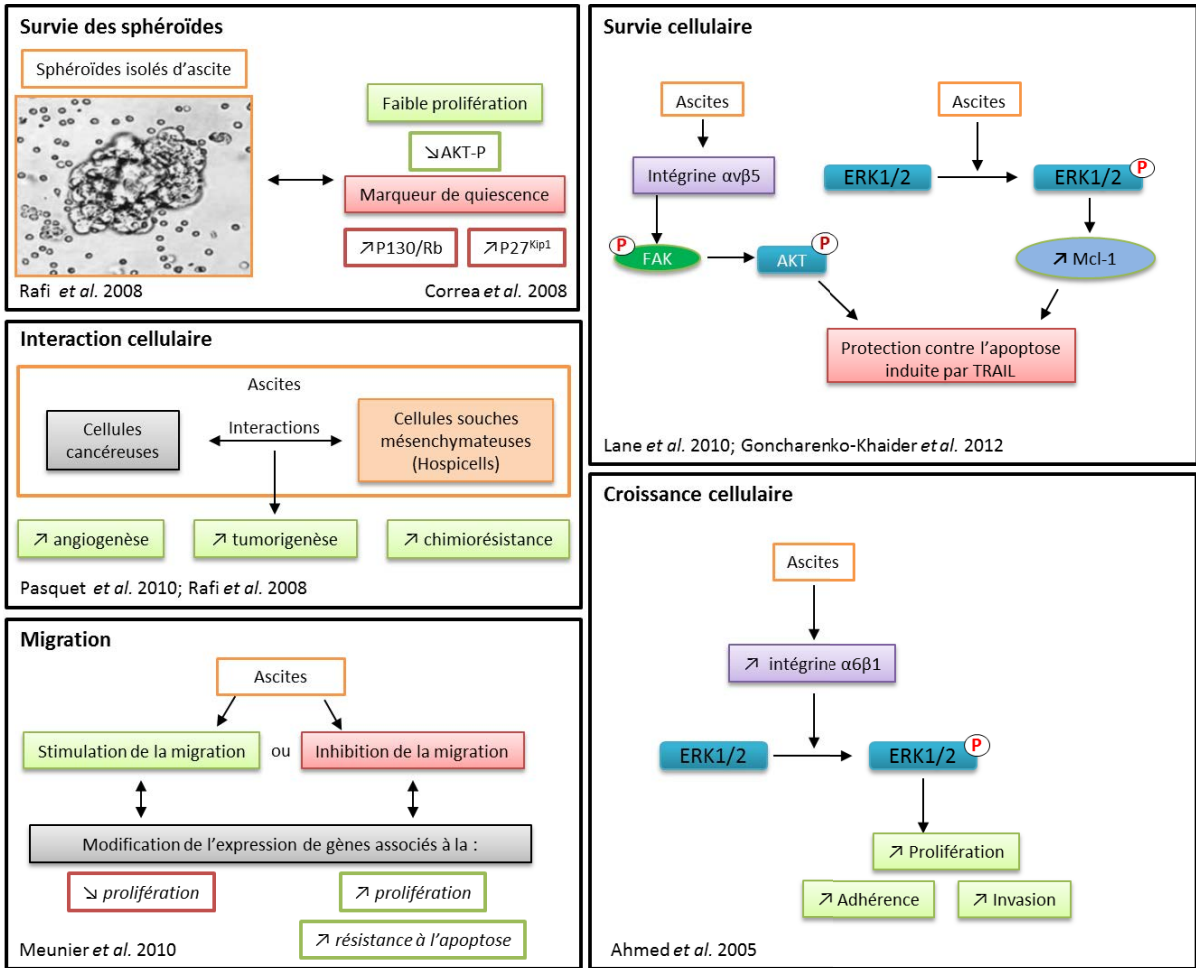 Survie des sphéroïdes
Sphéroïdes isolés d'ascite
Faible prolifération
↘AKT-P
Marqueur de quiescence
↗P130/Rb
↗P27Kip1
Rafi et al. 2008
Correa et al. 2008
Interaction cellulaire
Ascites
Cellules
cancéreuses
Interactions
Cellules souches
mésenchymateuses
(Hospicells)
↗ angiogenèse
↗ tumorigenèse
↗ chimiorésistance
Pasquet et al. 2010; Rafi et al. 2008
Migration
Ascites
Stimulation de la migration
ou
Inhibition de la migration
Modification de l'expression de gènes associés à la :
↘ prolifération
↗ prolifération
↗ résistance à l'apoptose
Meunier et al. 2010
Survie cellulaire
Ascites
Ascites
Intégrine αvβ5
ERK1/2
ERK1/2
P
P
FAK
AKT
P
↗ Mcl-1
Protection contre l'apoptose
induite par TRAIL
Lane et al. 2010; Goncharenko-Khaider et al. 2012
Croissance cellulaire
Ascites
↗ intégrine α6β1
ERK1/2
ERK1/2
P
↗ Prolifération
↗ Adhérence
↗ Invasion
Ahmed et al. 2005